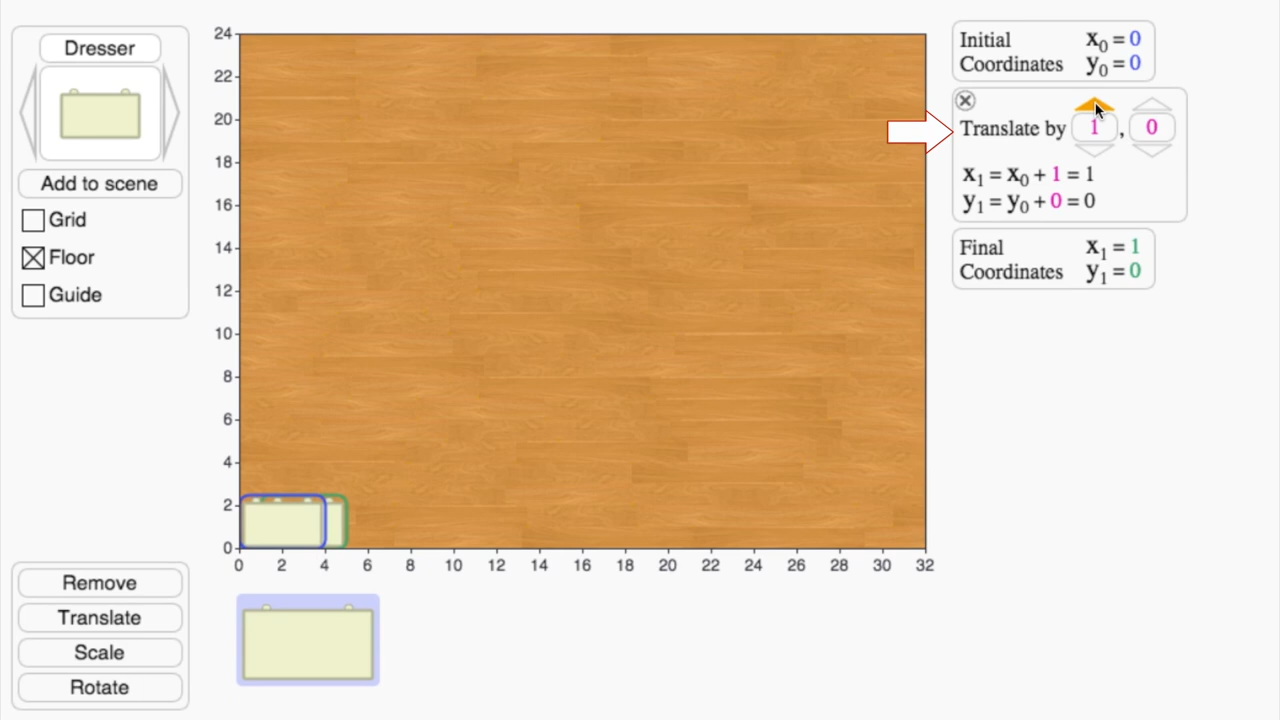 Dresser
Add to scene
Grid
Floor
Guide
Remove
Translate
Scale
Rotate
24
22
20
18
16
14
12
10
8
6
4
2
0
0 2 4 6 8 10 12 14 16 18 20 22 24 26 28 30 32
Initial x₀ = 0
Coordinates y₀ = 0
Translate by 1 , 0
x₁ = x₀ + 1 = 1
y₁ = y₀ + 0 = 0
Final x₁ = 1
Coordinates y₁ = 0